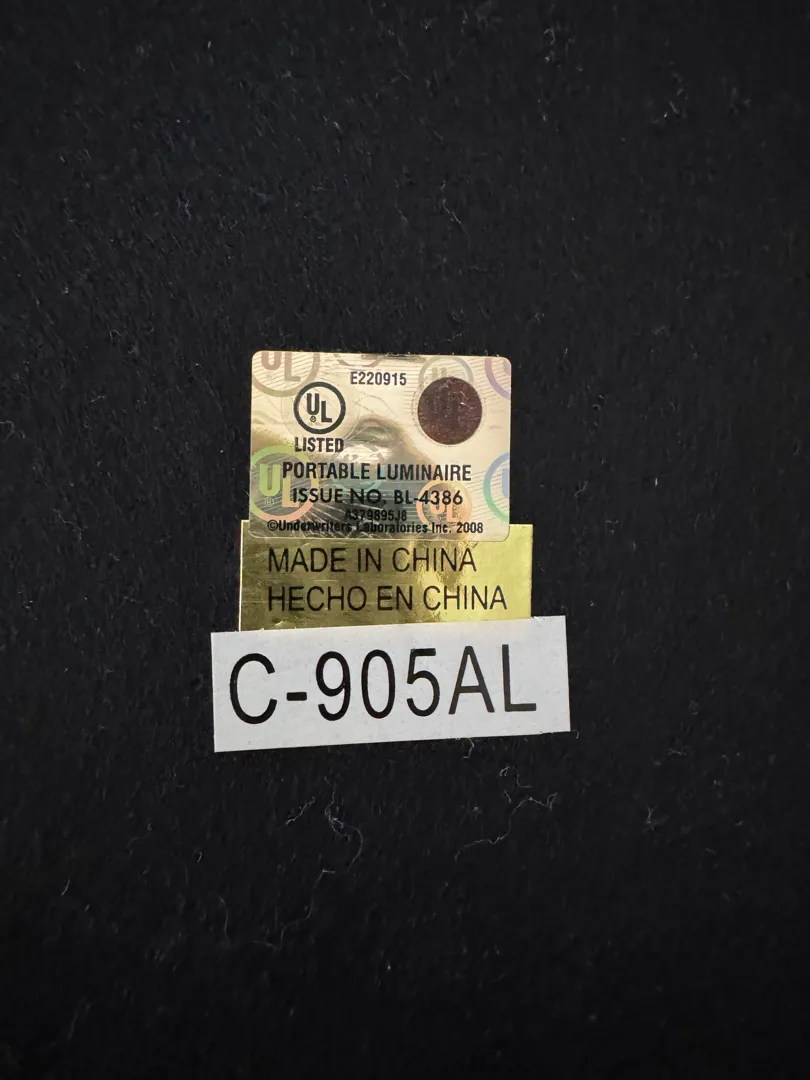 E220915
UL
LISTED
PORTABLE LUMINAIRE
ISSUE NO. BL-4386
A379895J8
©Underwriters Laboratories Inc. 2008
MADE IN CHINA
HECHO EN CHINA
C-905AL